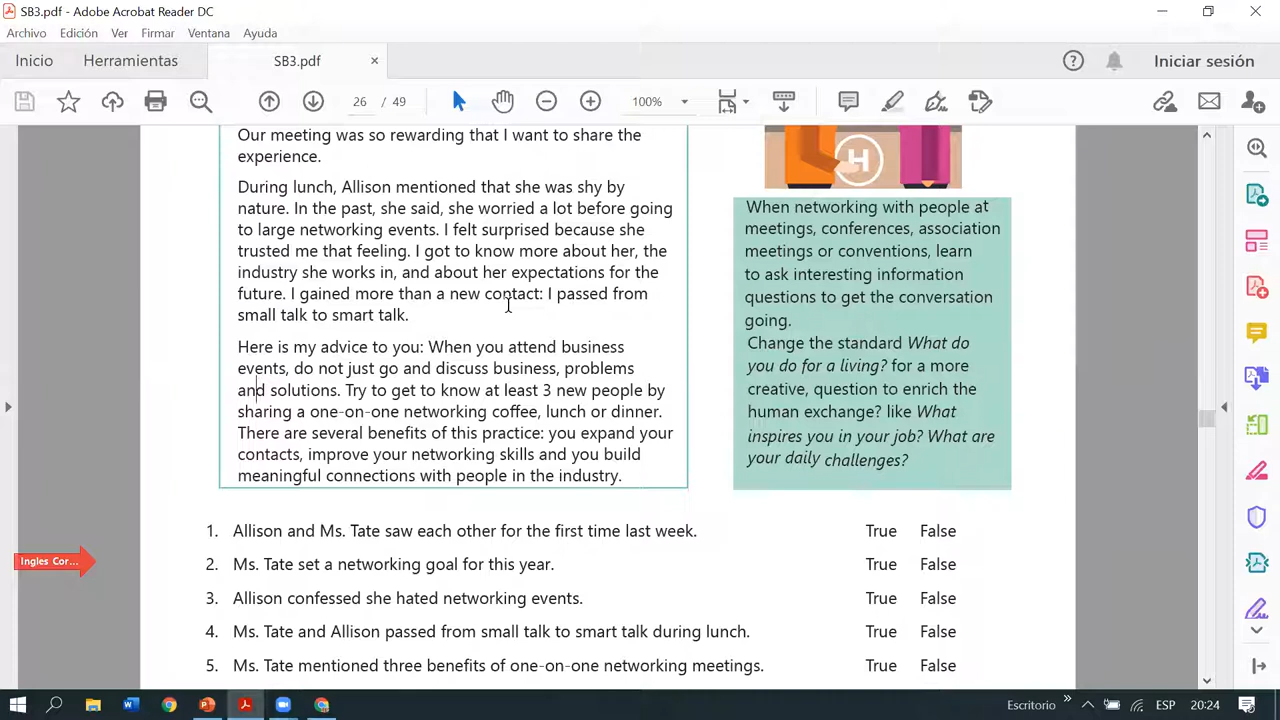 SB3.pdf - Adobe Acrobat Reader DC
Archivo Edición Ver Firmar Ventana Ayuda
Inicio Herramientas SB3.pdf × Iniciar sesión
26 / 49 100%
Our meeting was so rewarding that I want to share the
experience.
During lunch, Allison mentioned that she was shy by
nature. In the past, she said, she worried a lot before going
to large networking events. I felt surprised because she
trusted me that feeling. I got to know more about her, the
industry she works in, and about her expectations for the
future. I gained more than a new contact: I passed from
small talk to smart talk.
Here is my advice to you: When you attend business
events, do not just go and discuss business, problems
and solutions. Try to get to know at least 3 new people by
sharing a one-on-one networking coffee, lunch or dinner.
There are several benefits of this practice: you expand your
contacts, improve your networking skills and you build
meaningful connections with people in the industry.
H
When networking with people at
meetings, conferences, association
meetings or conventions, learn
to ask interesting information
questions to get the conversation
going.
Change the standard What do
you do for a living? for a more
creative, question to enrich the
human exchange? like What
inspires you in your job? What are
your daily challenges?
1. Allison and Ms. Tate saw each other for the first time last week. True False
2. Ms. Tate set a networking goal for this year. True False
3. Allison confessed she hated networking events. True False
4. Ms. Tate and Allison passed from small talk to smart talk during lunch. True False
5. Ms. Tate mentioned three benefits of one-on-one networking meetings. True False
Ingles Cor...
Escritorio » ESP 20:24